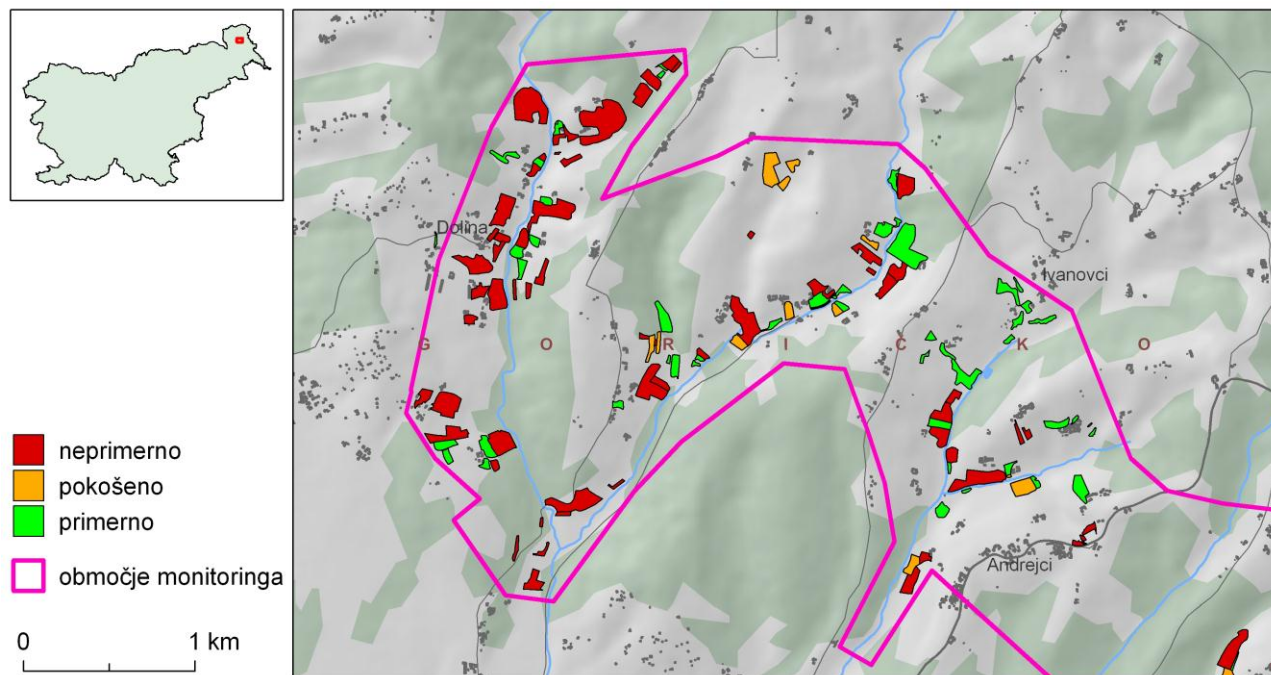 Dolina
Ivanovci
G O R I Č K O
Andrejci
neprimerno
pokošeno
primerno
območje monitoringa
0 1 km